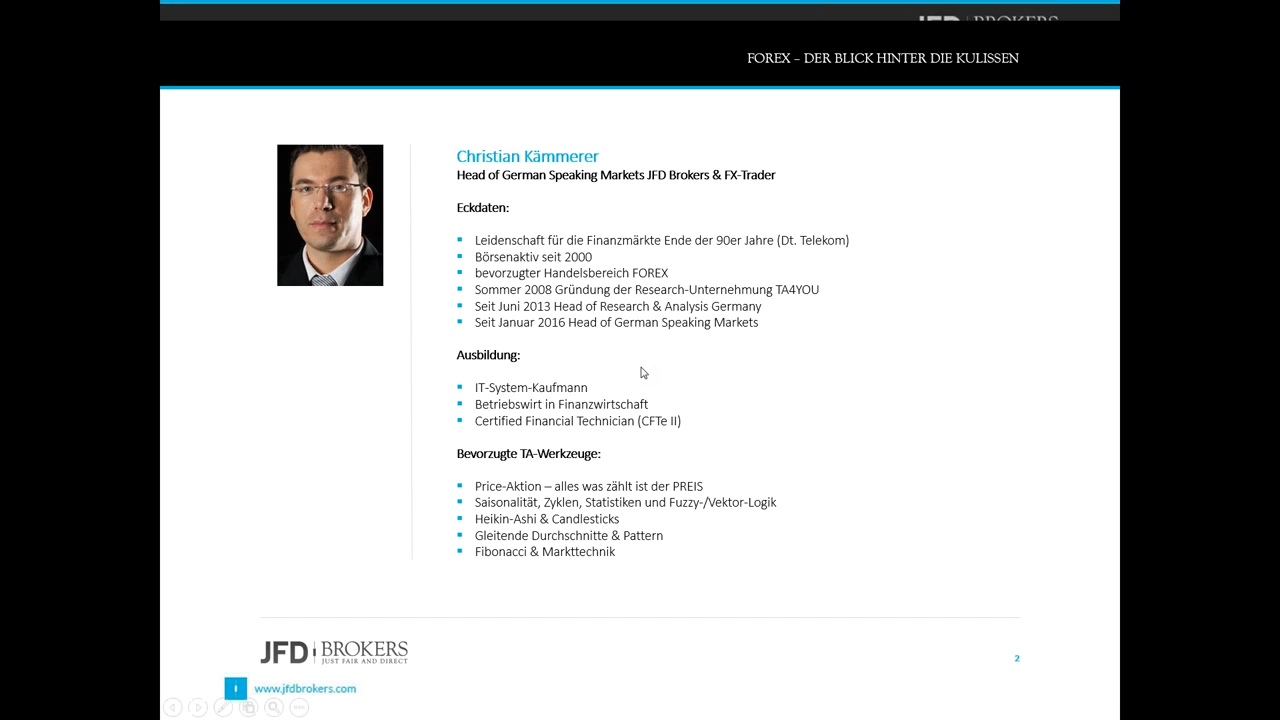 JFD BROKERS
FOREX – DER BLICK HINTER DIE KULISSEN
Christian Kämmerer
Head of German Speaking Markets JFD Brokers & FX-Trader
Eckdaten:
Leidenschaft für die Finanzmärkte Ende der 90er Jahre (Dt. Telekom)
Börsenaktiv seit 2000
bevorzugter Handelsbereich FOREX
Sommer 2008 Gründung der Research-Unternehmung TA4YOU
Seit Juni 2013 Head of Research & Analysis Germany
Seit Januar 2016 Head of German Speaking Markets
Ausbildung:
IT-System-Kaufmann
Betriebswirt in Finanzwirtschaft
Certified Financial Technician (CFTe II)
Bevorzugte TA-Werkzeuge:
Price-Aktion – alles was zählt ist der PREIS
Saisonalität, Zyklen, Statistiken und Fuzzy-/Vektor-Logik
Heikin-Ashi & Candlesticks
Gleitende Durchschnitte & Pattern
Fibonacci & Markttechnik
JFD BROKERS
JUST FAIR AND DIRECT
2
www.jfdbrokers.com